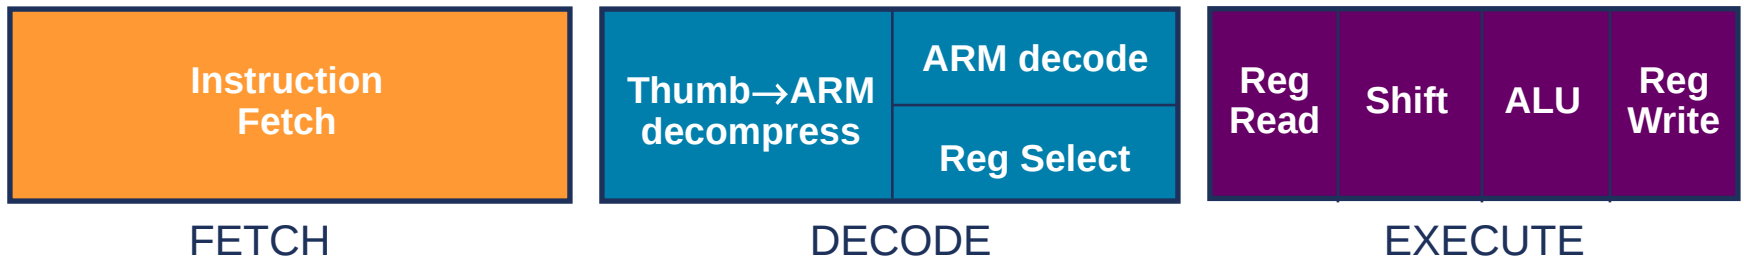 Instruction
Fetch
Thumb→ARM
decompress
ARM decode
Reg Select
Reg
Read
Shift
ALU
Reg
Write
FETCH
DECODE
EXECUTE